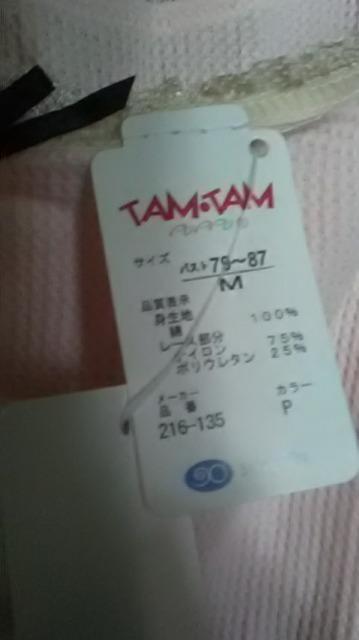 TAM•TAM
サイズ バスト79〜87
M
品質表示
身生地
綿 100%
レース部分
ナイロン 75%
ポリウレタン 25%
メーカー
品番 カラー
216-135 P